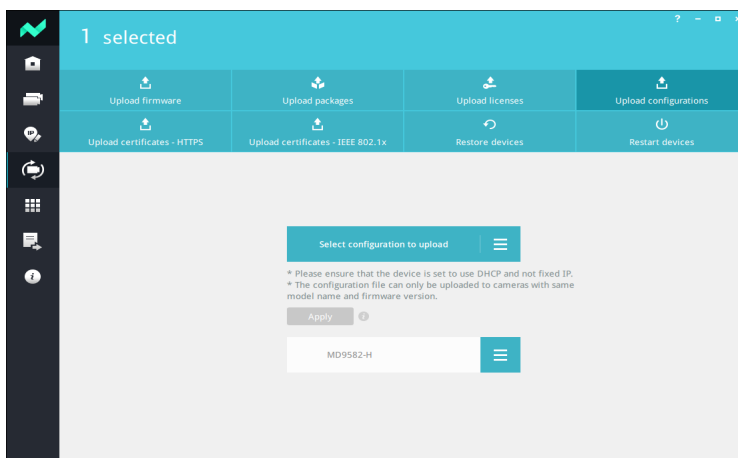 1 selected
Upload firmware
Upload packages
Upload licenses
Upload configurations
Upload certificates - HTTPS
Upload certificates - IEEE 802.1x
Restore devices
Restart devices
IP
Select configuration to upload
* Please ensure that the device is set to use DHCP and not fixed IP.
* The configuration file can only be uploaded to cameras with same
model name and firmware version.
Apply
MD9582-H